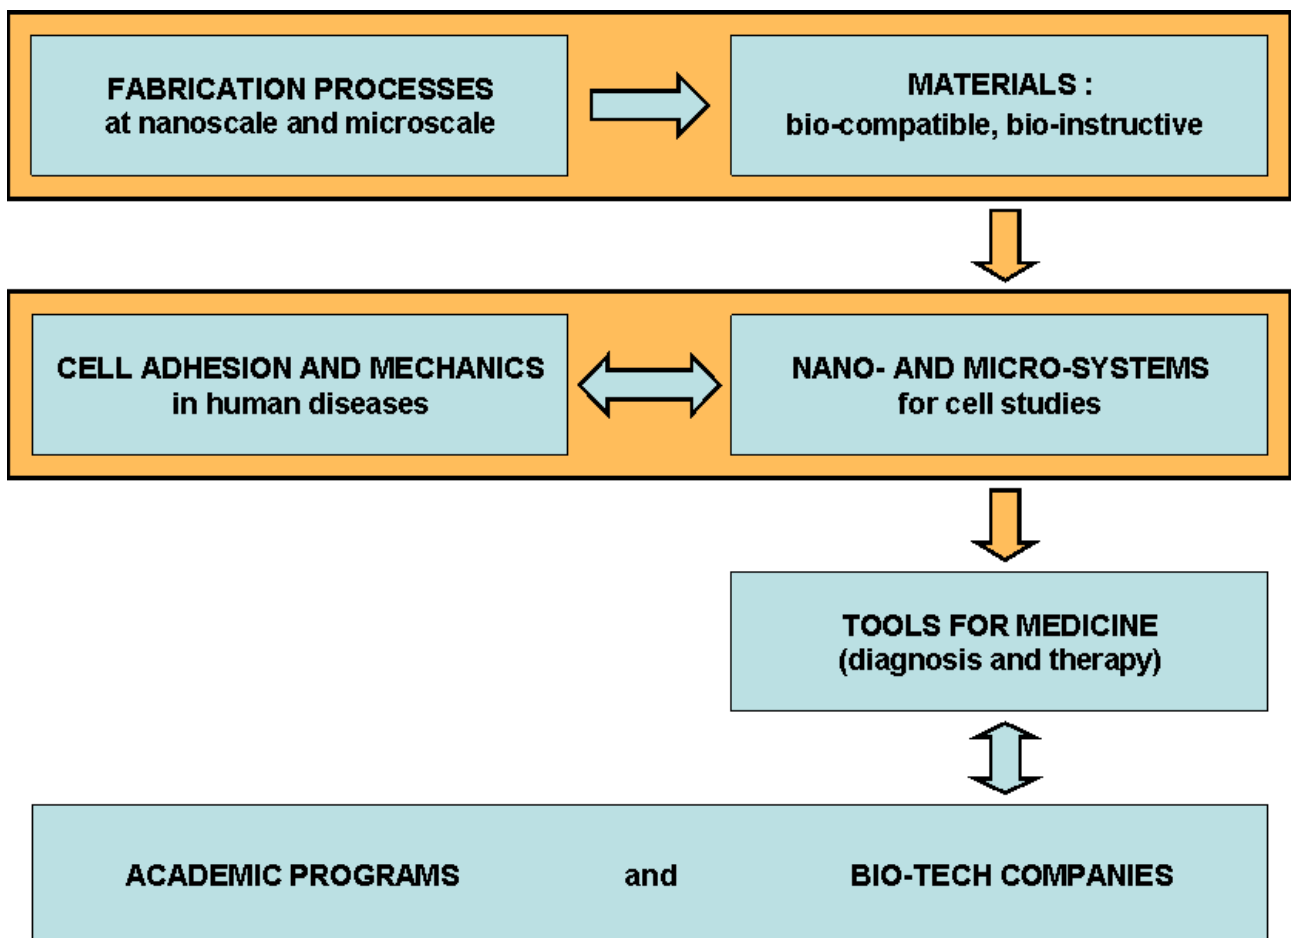 FABRICATION PROCESSES
at nanoscale and microscale
MATERIALS :
bio-compatible, bio-instructive
CELL ADHESION AND MECHANICS
in human diseases
NANO- AND MICRO-SYSTEMS
for cell studies
TOOLS FOR MEDICINE
(diagnosis and therapy)
ACADEMIC PROGRAMS and BIO-TECH COMPANIES